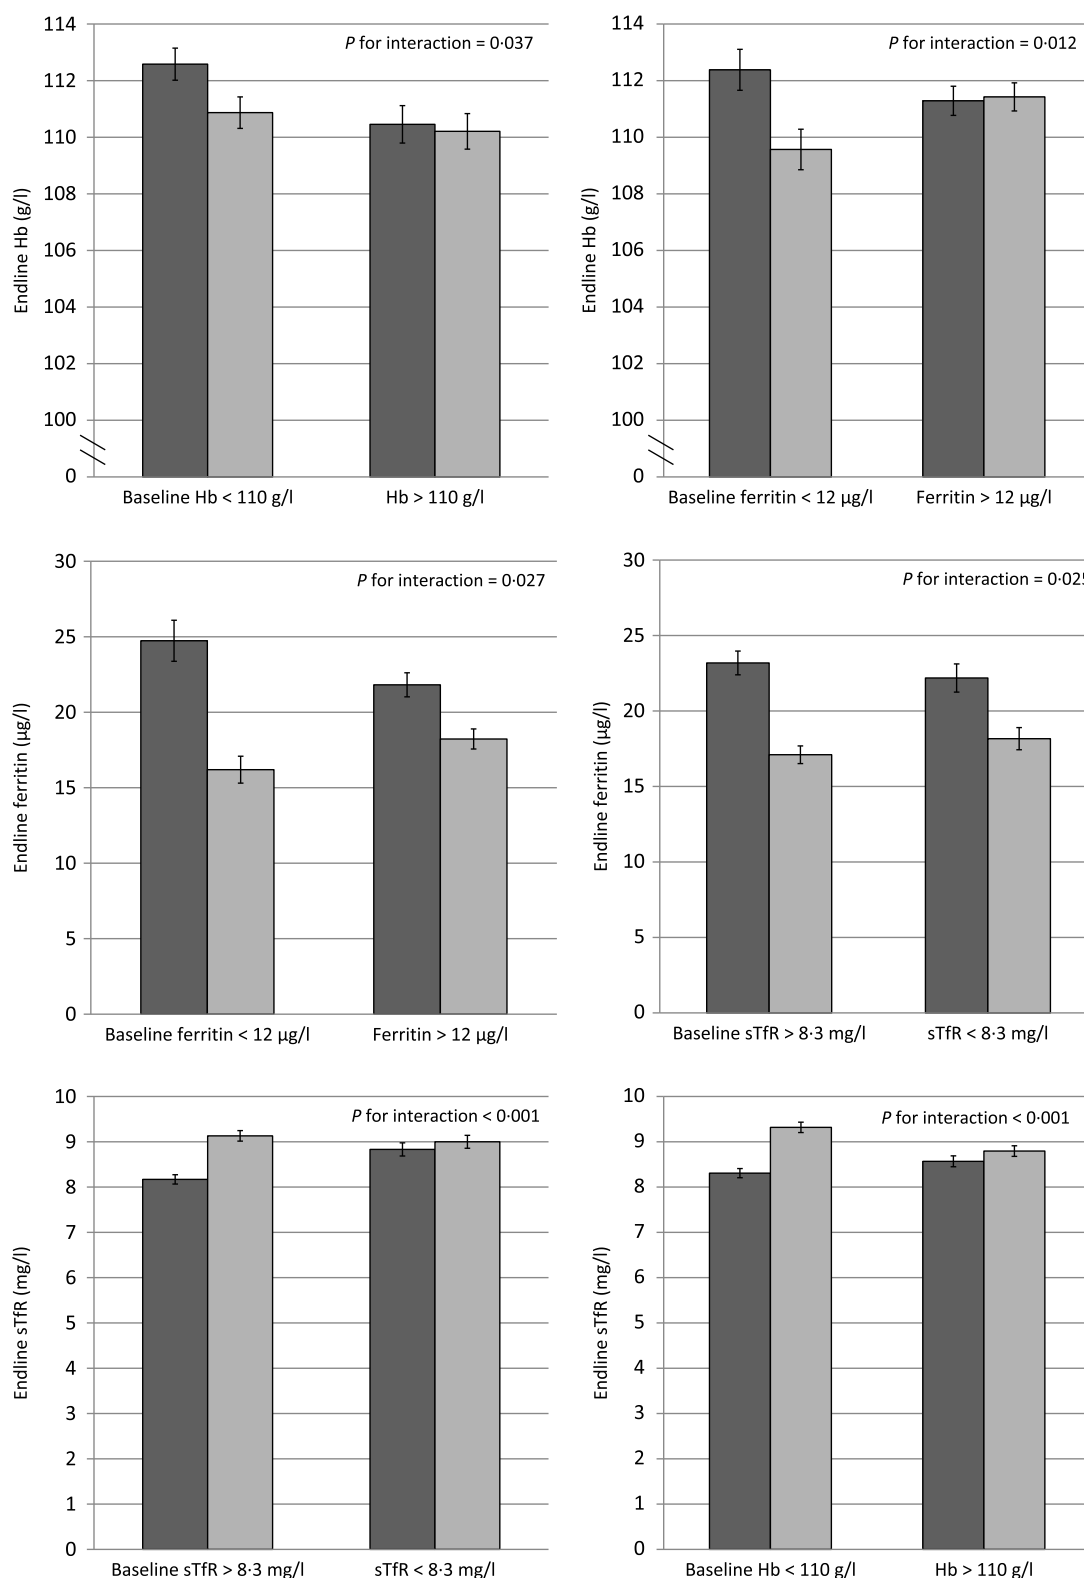 114
112
110
108
106
104
102
100
0
Endline Hb (g/l)
P for interaction = 0·037
Baseline Hb < 110 g/l
Hb > 110 g/l
114
112
110
108
106
104
102
100
0
Endline Hb (g/l)
P for interaction = 0·012
Baseline ferritin < 12 µg/l
Ferritin > 12 µg/l
30
25
20
15
10
5
0
Endline ferritin (µg/l)
P for interaction = 0·027
Baseline ferritin < 12 µg/l
Ferritin > 12 µg/l
30
25
20
15
10
5
0
Endline ferritin (µg/l)
P for interaction = 0·025
Baseline sTfR > 8·3 mg/l
sTfR < 8·3 mg/l
10
9
8
7
6
5
4
3
2
1
0
Endline sTfR (mg/l)
P for interaction < 0·001
Baseline sTfR > 8·3 mg/l
sTfR < 8·3 mg/l
10
9
8
7
6
5
4
3
2
1
0
Endline sTfR (mg/l)
P for interaction < 0·001
Baseline Hb < 110 g/l
Hb > 110 g/l